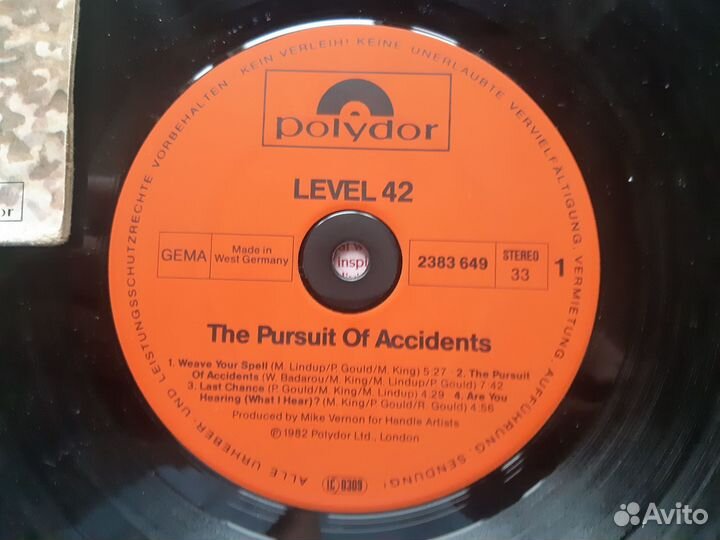 ALLE URHEBER- UND LEISTUNGSSCHUTZRECHTE VORBEHALTEN · KEIN VERLEIH! KEINE UNERLAUBTE VERVIELFÄLTIGUNG, VERMIETUNG, AUFFÜHRUNG, SENDUNG!
polydor
LEVEL 42
GEMA
Made in
West Germany
inspi
2383 649
STEREO
33
1
The Pursuit Of Accidents
1. Weave Your Spell (M. Lindup/P. Gould/M. King) 5:27 2. The Pursuit
Of Accidents (W. Badarou/M. King/M. Lindup/P. Gould) 7:42
3. Last Chance (P. Gould/M. King/M. Lindup) 4:29 4. Are You
Hearing (What I Hear)? (M. King/P. Gould/R. Gould) 4:56
Produced by Mike Vernon for Handle Artists
℗ 1982 Polydor Ltd., London
LC 0309
or
Avito